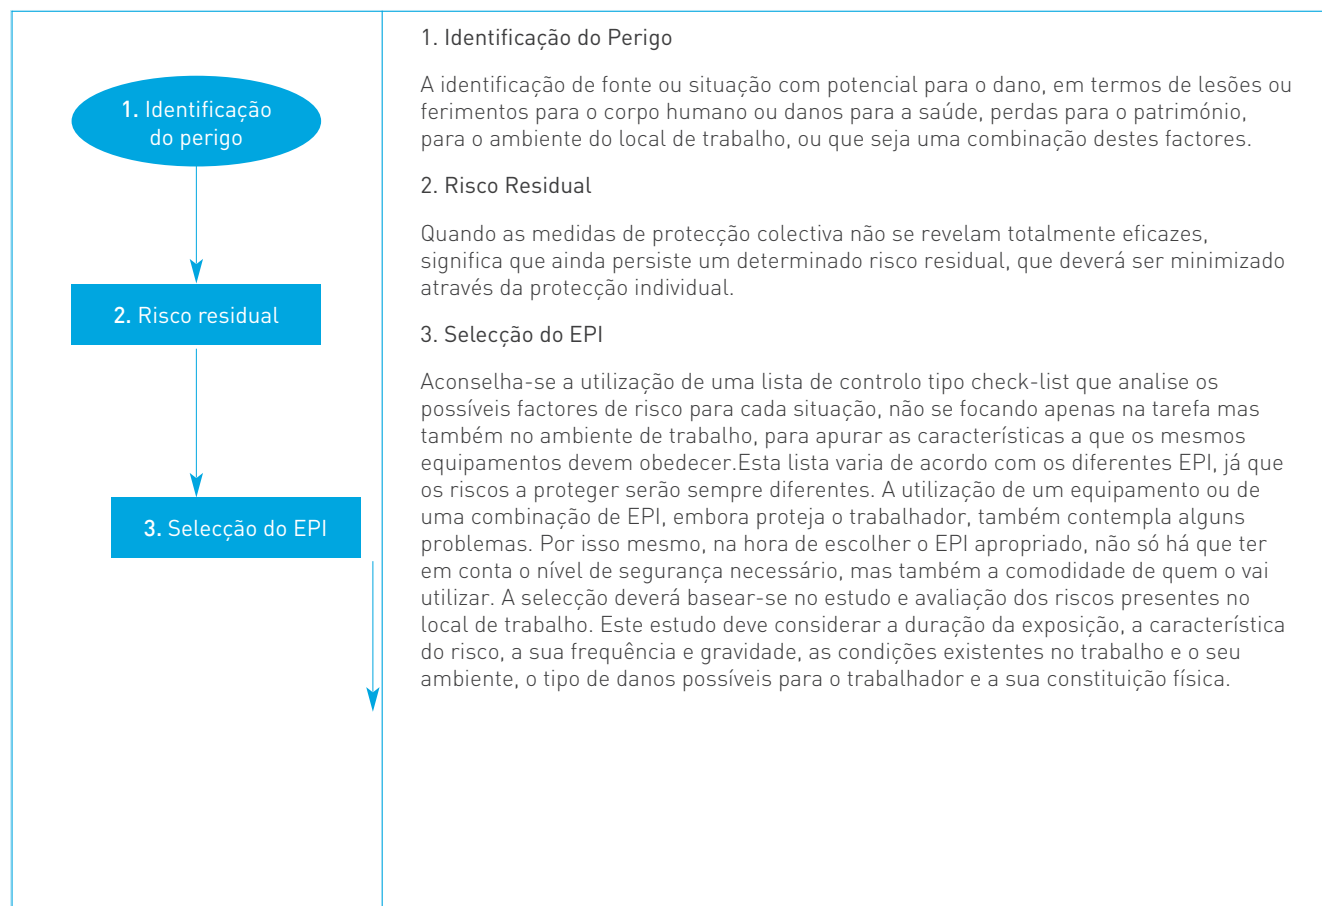 1. Identificação
do perigo
2. Risco residual
3. Selecção do EPI
1. Identificação do Perigo
A identificação de fonte ou situação com potencial para o dano, em termos de lesões ou
ferimentos para o corpo humano ou danos para a saúde, perdas para o património,
para o ambiente do local de trabalho, ou que seja uma combinação destes factores.
2. Risco Residual
Quando as medidas de protecção colectiva não se revelam totalmente eficazes,
significa que ainda persiste um determinado risco residual, que deverá ser minimizado
através da protecção individual.
3. Selecção do EPI
Aconselha-se a utilização de uma lista de controlo tipo check-list que analise os
possíveis factores de risco para cada situação, não se focando apenas na tarefa mas
também no ambiente de trabalho, para apurar as características a que os mesmos
equipamentos devem obedecer.Esta lista varia de acordo com os diferentes EPI, já que
os riscos a proteger serão sempre diferentes. A utilização de um equipamento ou de
uma combinação de EPI, embora proteja o trabalhador, também contempla alguns
problemas. Por isso mesmo, na hora de escolher o EPI apropriado, não só há que ter
em conta o nível de segurança necessário, mas também a comodidade de quem o vai
utilizar. A selecção deverá basear-se no estudo e avaliação dos riscos presentes no
local de trabalho. Este estudo deve considerar a duração da exposição, a característica
do risco, a sua frequência e gravidade, as condições existentes no trabalho e o seu
ambiente, o tipo de danos possíveis para o trabalhador e a sua constituição física.